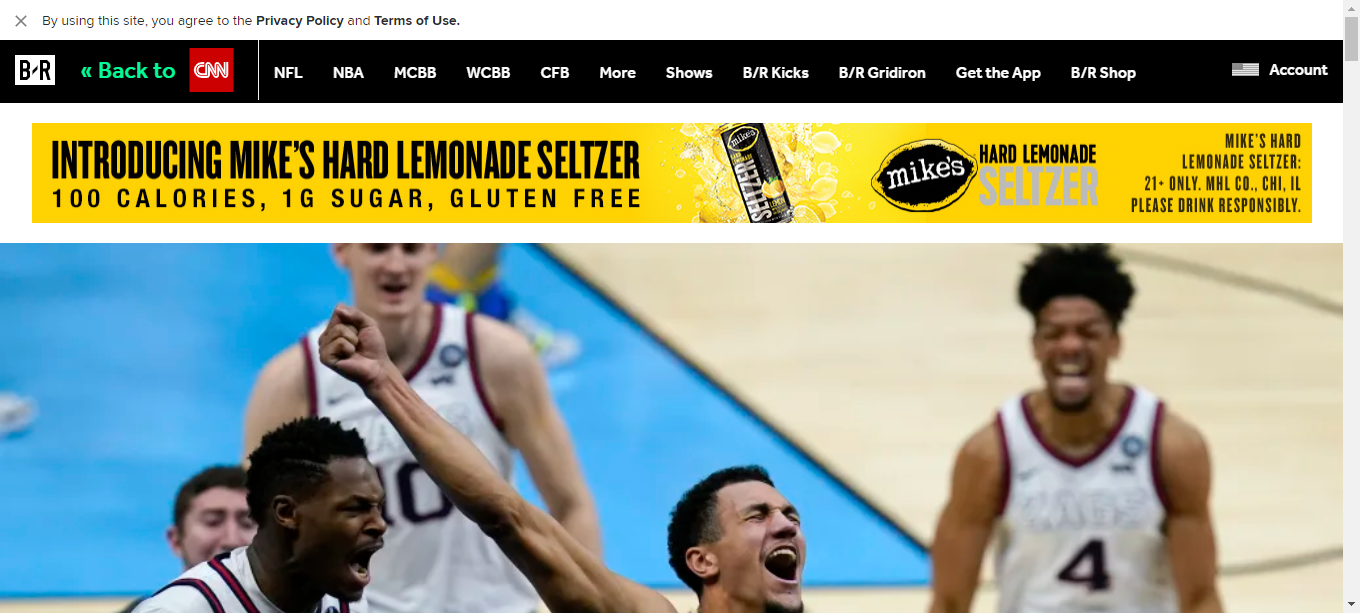 By using this site, you agree to the Privacy Policy and Terms of Use.
B/R
« Back to CNN
NFL NBA MCBB WCBB CFB More Shows B/R Kicks B/R Gridiron Get the App B/R Shop
Account
INTRODUCING MIKE'S HARD LEMONADE SELTZER
100 CALORIES, 1G SUGAR, GLUTEN FREE
mike's
HARD LEMONADE
SELTZER
mike's
HARD LEMONADE
SELTZER
MIKE'S HARD
LEMONADE SELTZER:
21+ ONLY. MHL CO., CHI, IL
PLEASE DRINK RESPONSIBLY.
10
ZAGS
4